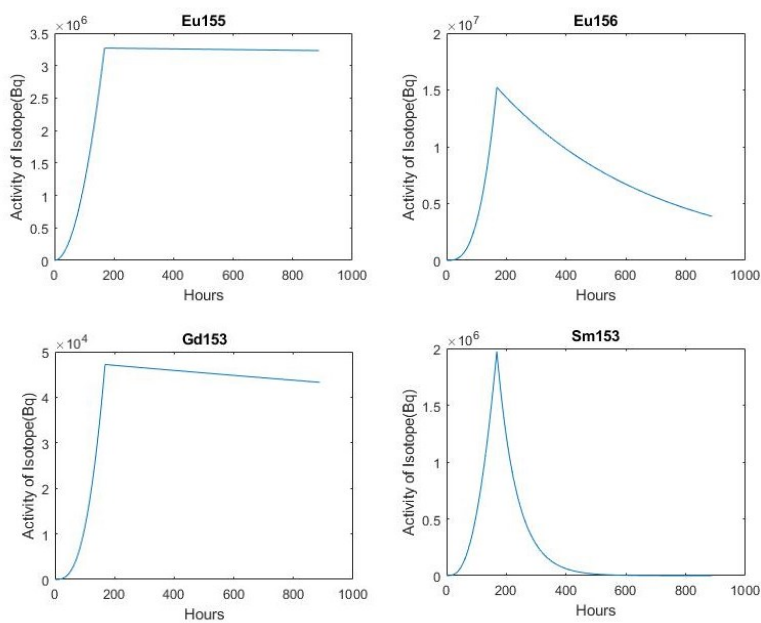 Eu155
×10^6
3.5
3
2.5
2
1.5
1
0.5
0
Activity of Isotope(Bq)
0 200 400 600 800 1000
Hours
Eu156
×10^7
2
1.5
1
0.5
0
Activity of Isotope(Bq)
0 200 400 600 800 1000
Hours
Gd153
×10^4
5
4
3
2
1
0
Activity of Isotope(Bq)
0 200 400 600 800 1000
Hours
Sm153
×10^6
2
1.5
1
0.5
0
Activity of Isotope(Bq)
0 200 400 600 800 1000
Hours